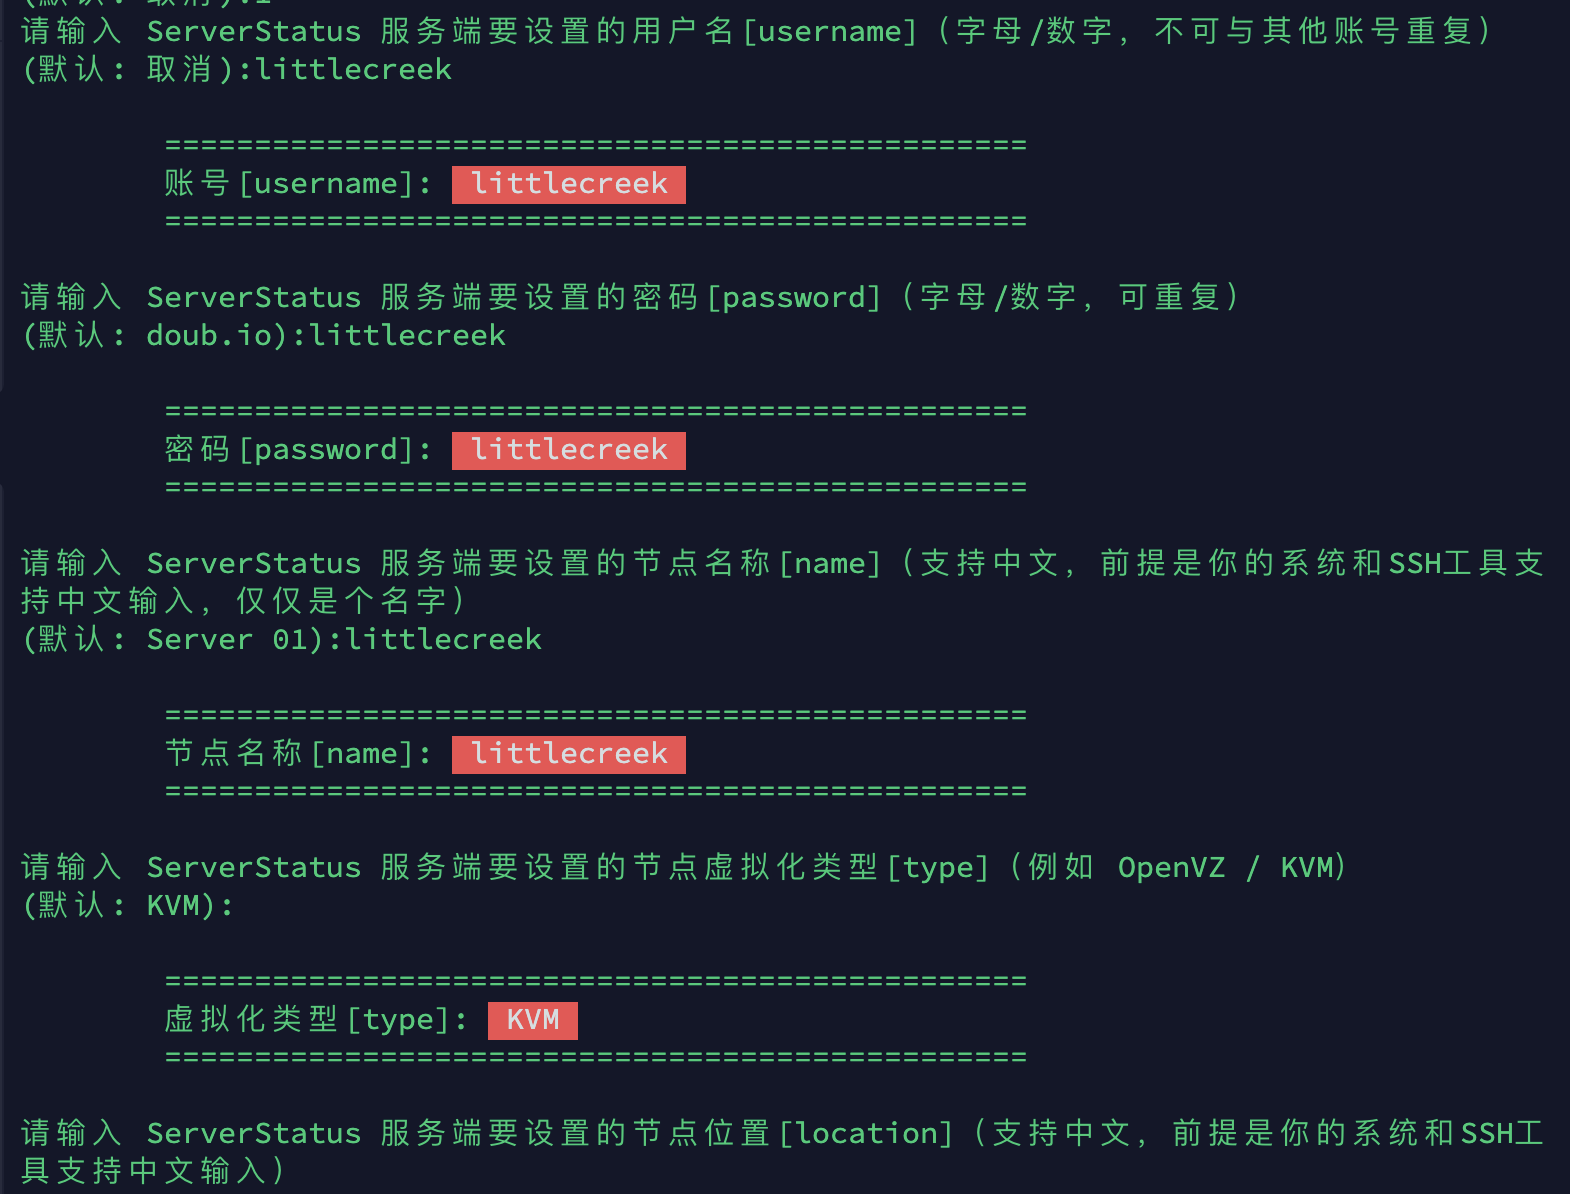 (默认: 取消):1
请输入 ServerStatus 服务端要设置的用户名[username]（字母/数字, 不可与其他账号重复）
(默认: 取消):littlecreek
================================================
账号[username]: littlecreek
================================================
请输入 ServerStatus 服务端要设置的密码[password]（字母/数字, 可重复）
(默认: doub.io):littlecreek
================================================
密码[password]: littlecreek
================================================
请输入 ServerStatus 服务端要设置的节点名称[name]（支持中文, 前提是你的系统和SSH工具支
持中文输入, 仅仅是个名字）
(默认: Server 01):littlecreek
================================================
节点名称[name]: littlecreek
================================================
请输入 ServerStatus 服务端要设置的节点虚拟化类型[type]（例如 OpenVZ / KVM）
(默认: KVM):
================================================
虚拟化类型[type]: KVM
================================================
请输入 ServerStatus 服务端要设置的节点位置[location]（支持中文, 前提是你的系统和SSH工
具支持中文输入）